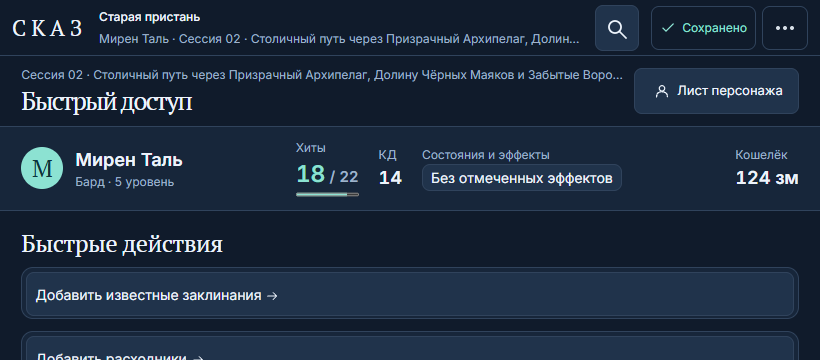 СКАЗ
Старая пристань
Мирен Таль · Сессия 02 · Столичный путь через Призрачный Архипелаг, Долин...
Сохранено
Сессия 02 · Столичный путь через Призрачный Архипелаг, Долину Чёрных Маяков и Забытые Воро...
Быстрый доступ
Лист персонажа
М
Мирен Таль
Бард · 5 уровень
Хиты
18 / 22
КД
14
Состояния и эффекты
Без отмеченных эффектов
Кошелёк
124 зм
Быстрые действия
Добавить известные заклинания →
Добавить расходники →